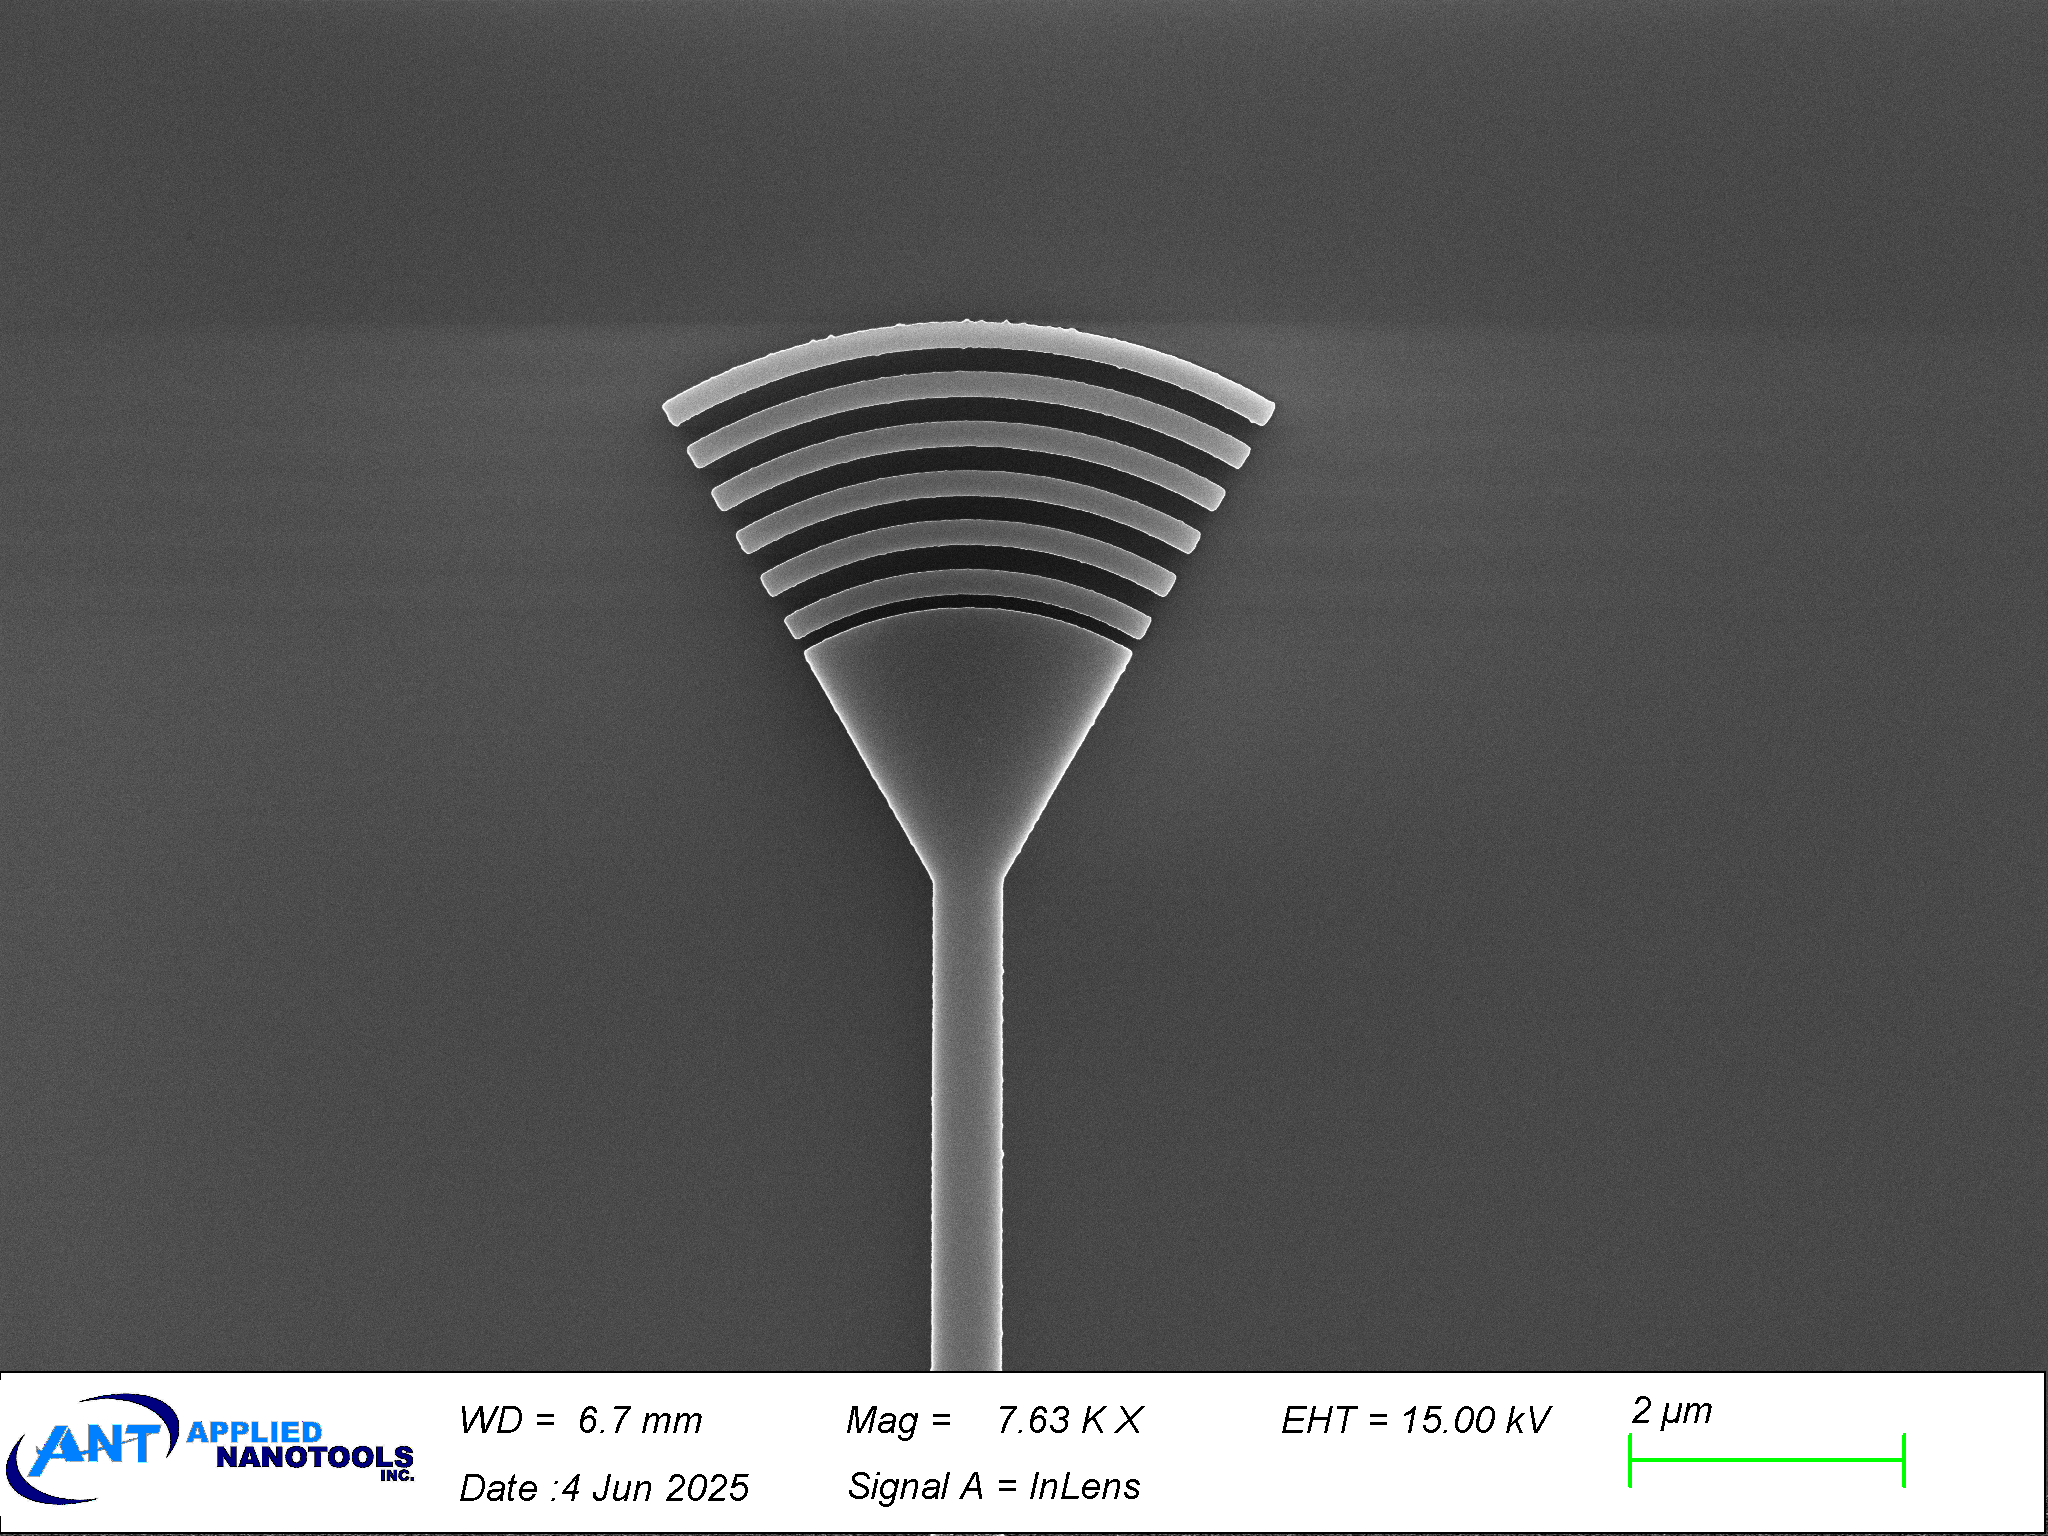 ANT APPLIED
NANOTOOLS
INC.
WD = 6.7 mm
Mag = 7.63 K X
EHT = 15.00 kV
2 µm
Date :4 Jun 2025
Signal A = InLens